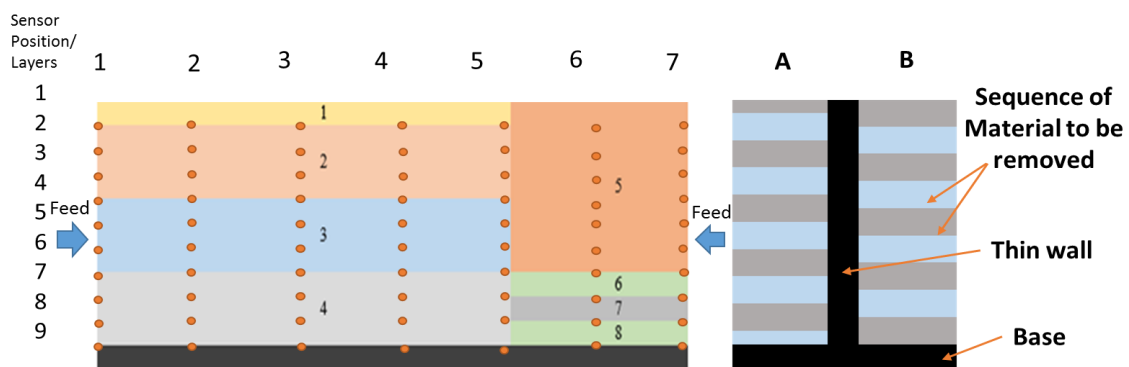 Sensor
Position/
Layers
1 2 3 4 5 6 7
A B
1
2
3
4
5
6
7
8
9
Feed
1
2
3
4
5
6
7
8
Feed
Sequence of
Material to be
removed
Thin wall
Base